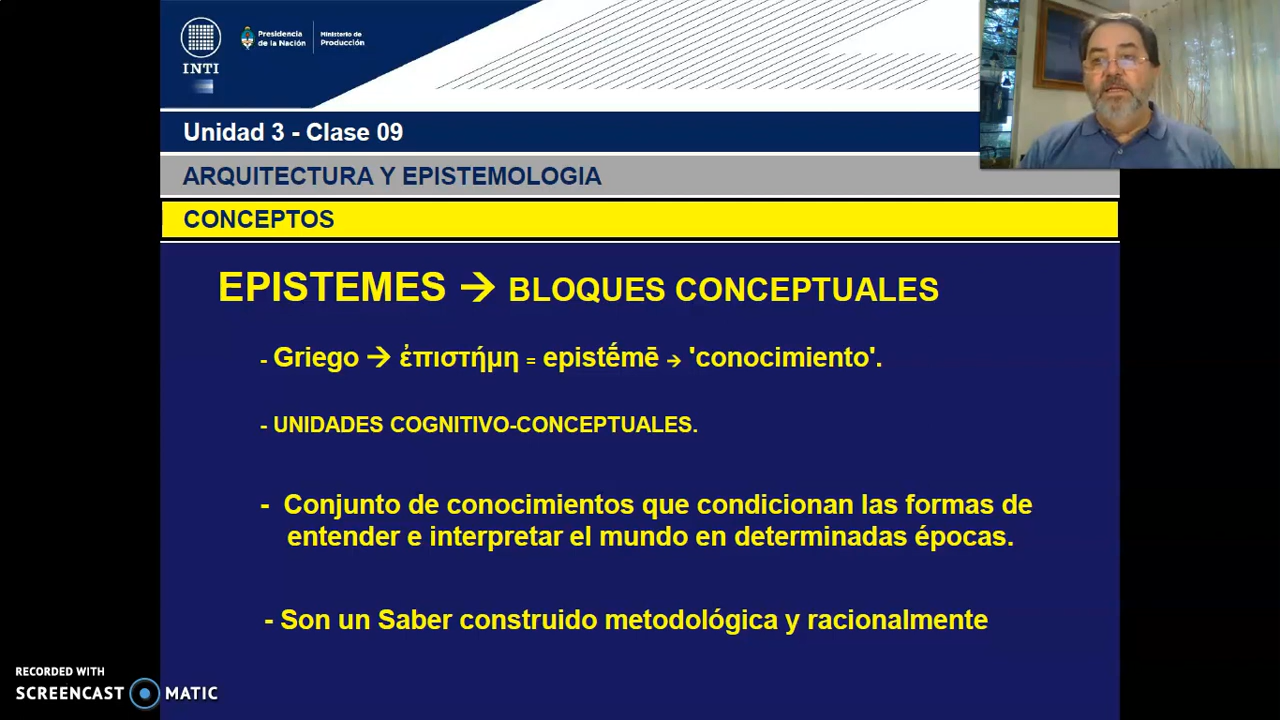 INTI
Presidencia
de la Nación
Ministerio de
Producción
Unidad 3 - Clase 09
ARQUITECTURA Y EPISTEMOLOGIA
CONCEPTOS
EPISTEMES → BLOQUES CONCEPTUALES
- Griego → ἐπιστήμη = epistḗmē → 'conocimiento'.
- UNIDADES COGNITIVO-CONCEPTUALES.
- Conjunto de conocimientos que condicionan las formas de
entender e interpretar el mundo en determinadas épocas.
- Son un Saber construido metodológica y racionalmente
RECORDED WITH
SCREENCAST MATIC